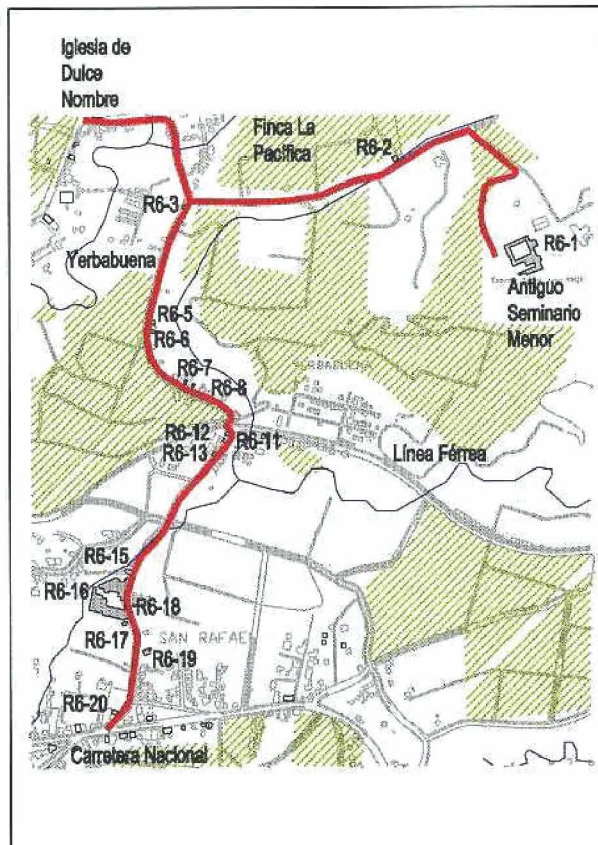 Iglesia de
Dulce
Nombre
Finca La
Pacífica
R6-2
R6-3
R6-1
Yerbabuena
Antiguo
Seminario
Menor
R6-5
R6-6
R6-7
R6-8
R6-12
R6-11
R6-13
Línea Férrea
R6-15
R6-16
R6-18
R6-17
SAN RAFAEL
R6-19
R6-20
Carretera Nacional